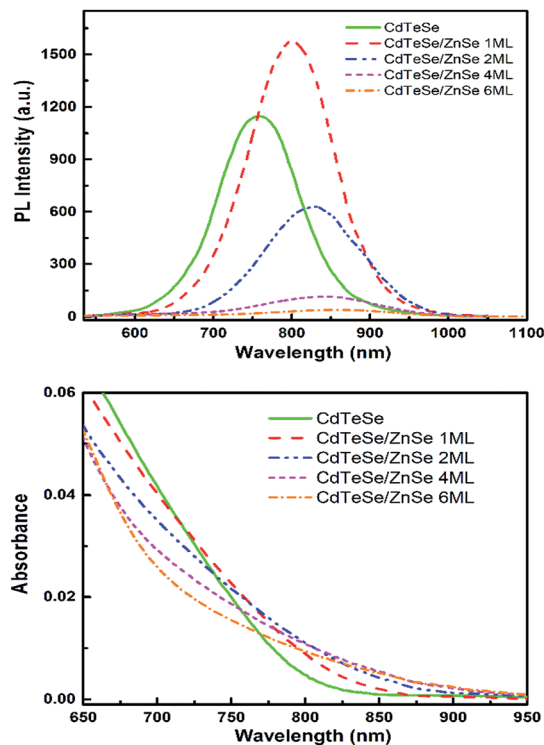 CdTeSe
CdTeSe/ZnSe 1ML
CdTeSe/ZnSe 2ML
CdTeSe/ZnSe 4ML
CdTeSe/ZnSe 6ML
PL Intensity (a.u.)
1500
1200
900
600
300
0
600 700 800 900 1000 1100
Wavelength (nm)
CdTeSe
CdTeSe/ZnSe 1ML
CdTeSe/ZnSe 2ML
CdTeSe/ZnSe 4ML
CdTeSe/ZnSe 6ML
Absorbance
0.06
0.04
0.02
0.00
650 700 750 800 850 900 950
Wavelength (nm)